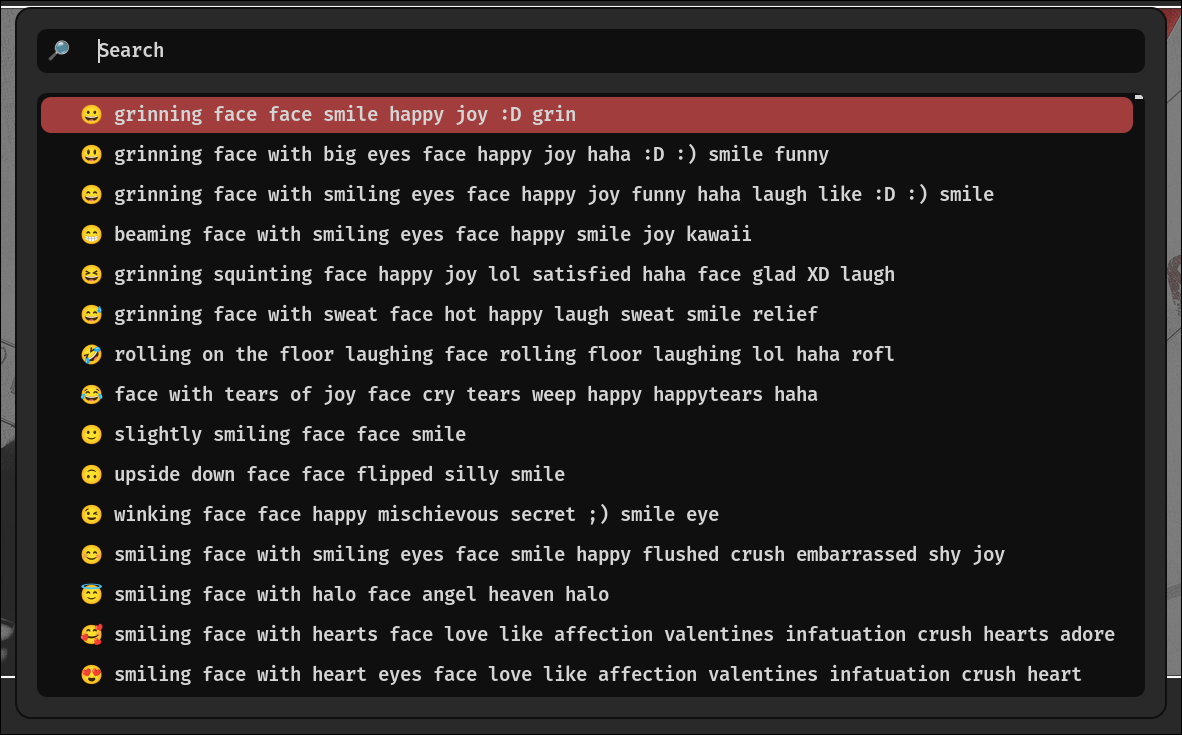 🔎 Search
😀 grinning face face smile happy joy :D grin
😃 grinning face with big eyes face happy joy haha :D :) smile funny
😄 grinning face with smiling eyes face happy joy funny haha laugh like :D :) smile
😁 beaming face with smiling eyes face happy smile joy kawaii
😆 grinning squinting face happy joy lol satisfied haha face glad XD laugh
😅 grinning face with sweat face hot happy laugh sweat smile relief
🤣 rolling on the floor laughing face rolling floor laughing lol haha rofl
😂 face with tears of joy face cry tears weep happy happytears haha
🙂 slightly smiling face face smile
🙃 upside down face face flipped silly smile
😉 winking face face happy mischievous secret ;) smile eye
😊 smiling face with smiling eyes face smile happy flushed crush embarrassed shy joy
😇 smiling face with halo face angel heaven halo
🥰 smiling face with hearts face love like affection valentines infatuation crush hearts adore
😍 smiling face with heart eyes face love like affection valentines infatuation crush heart